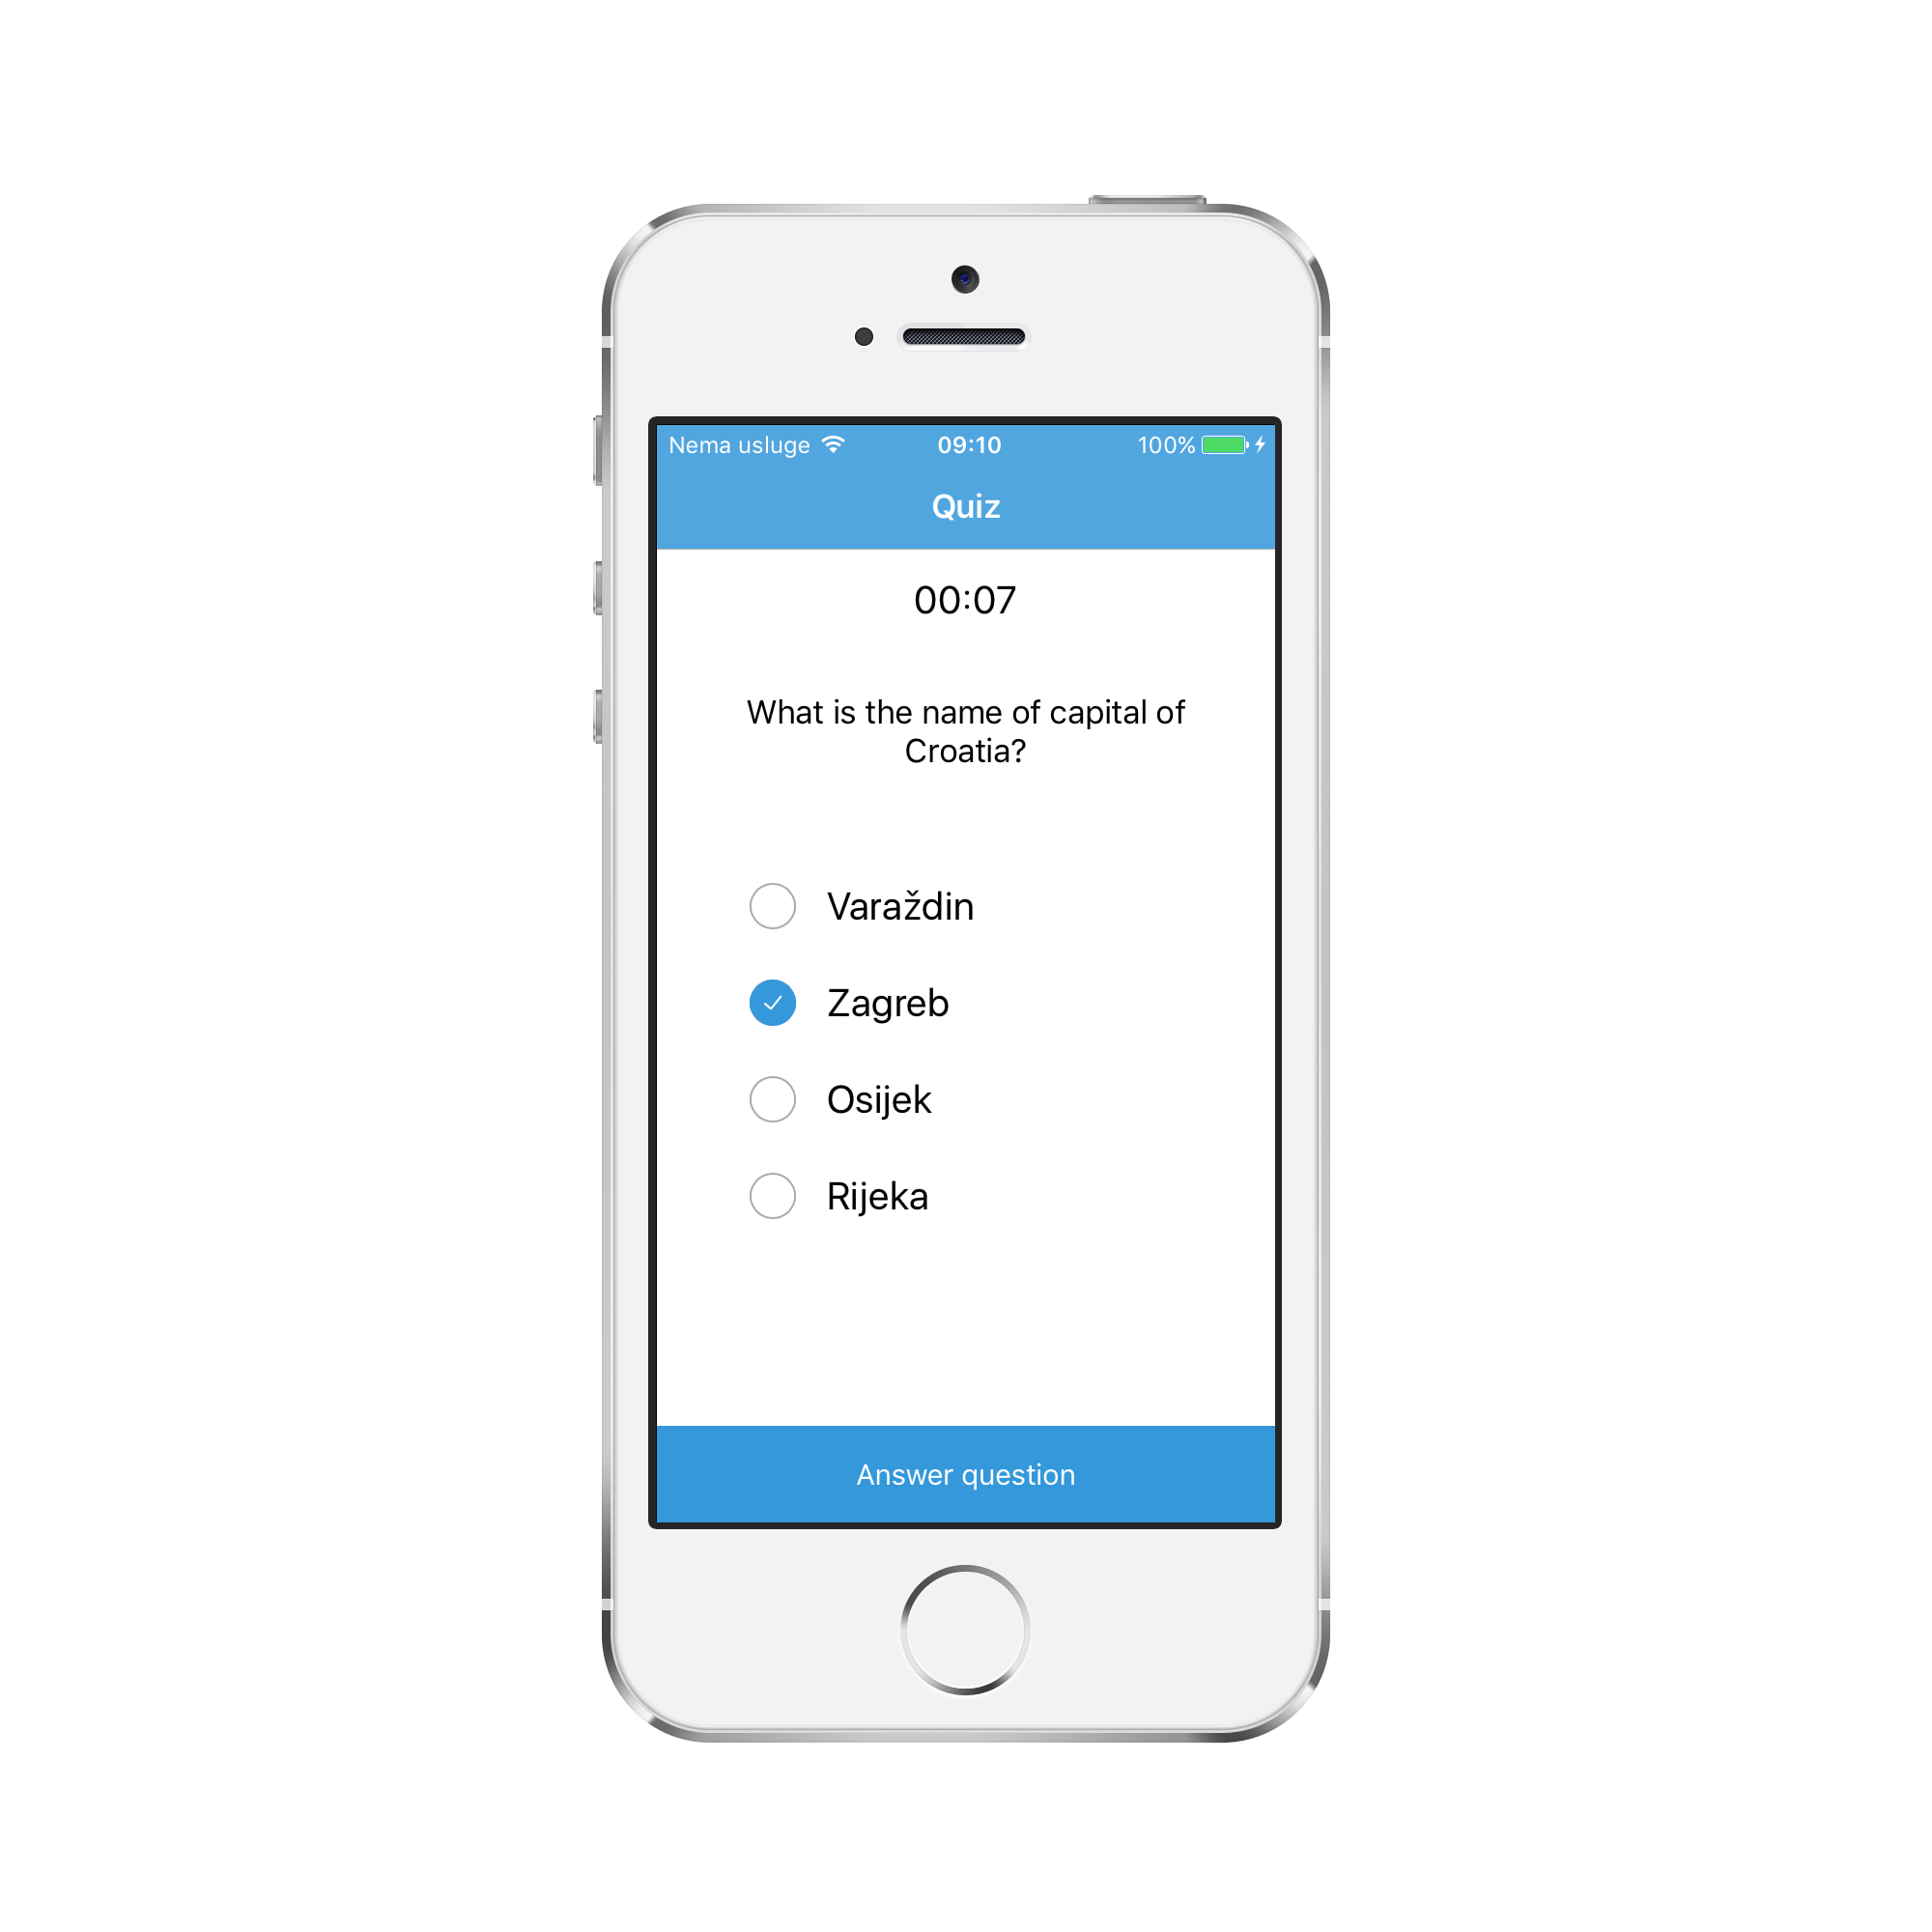 Nema usluge 09:10 100%
Quiz
00:07
What is the name of capital of
Croatia?
Varaždin
Zagreb
Osijek
Rijeka
Answer question